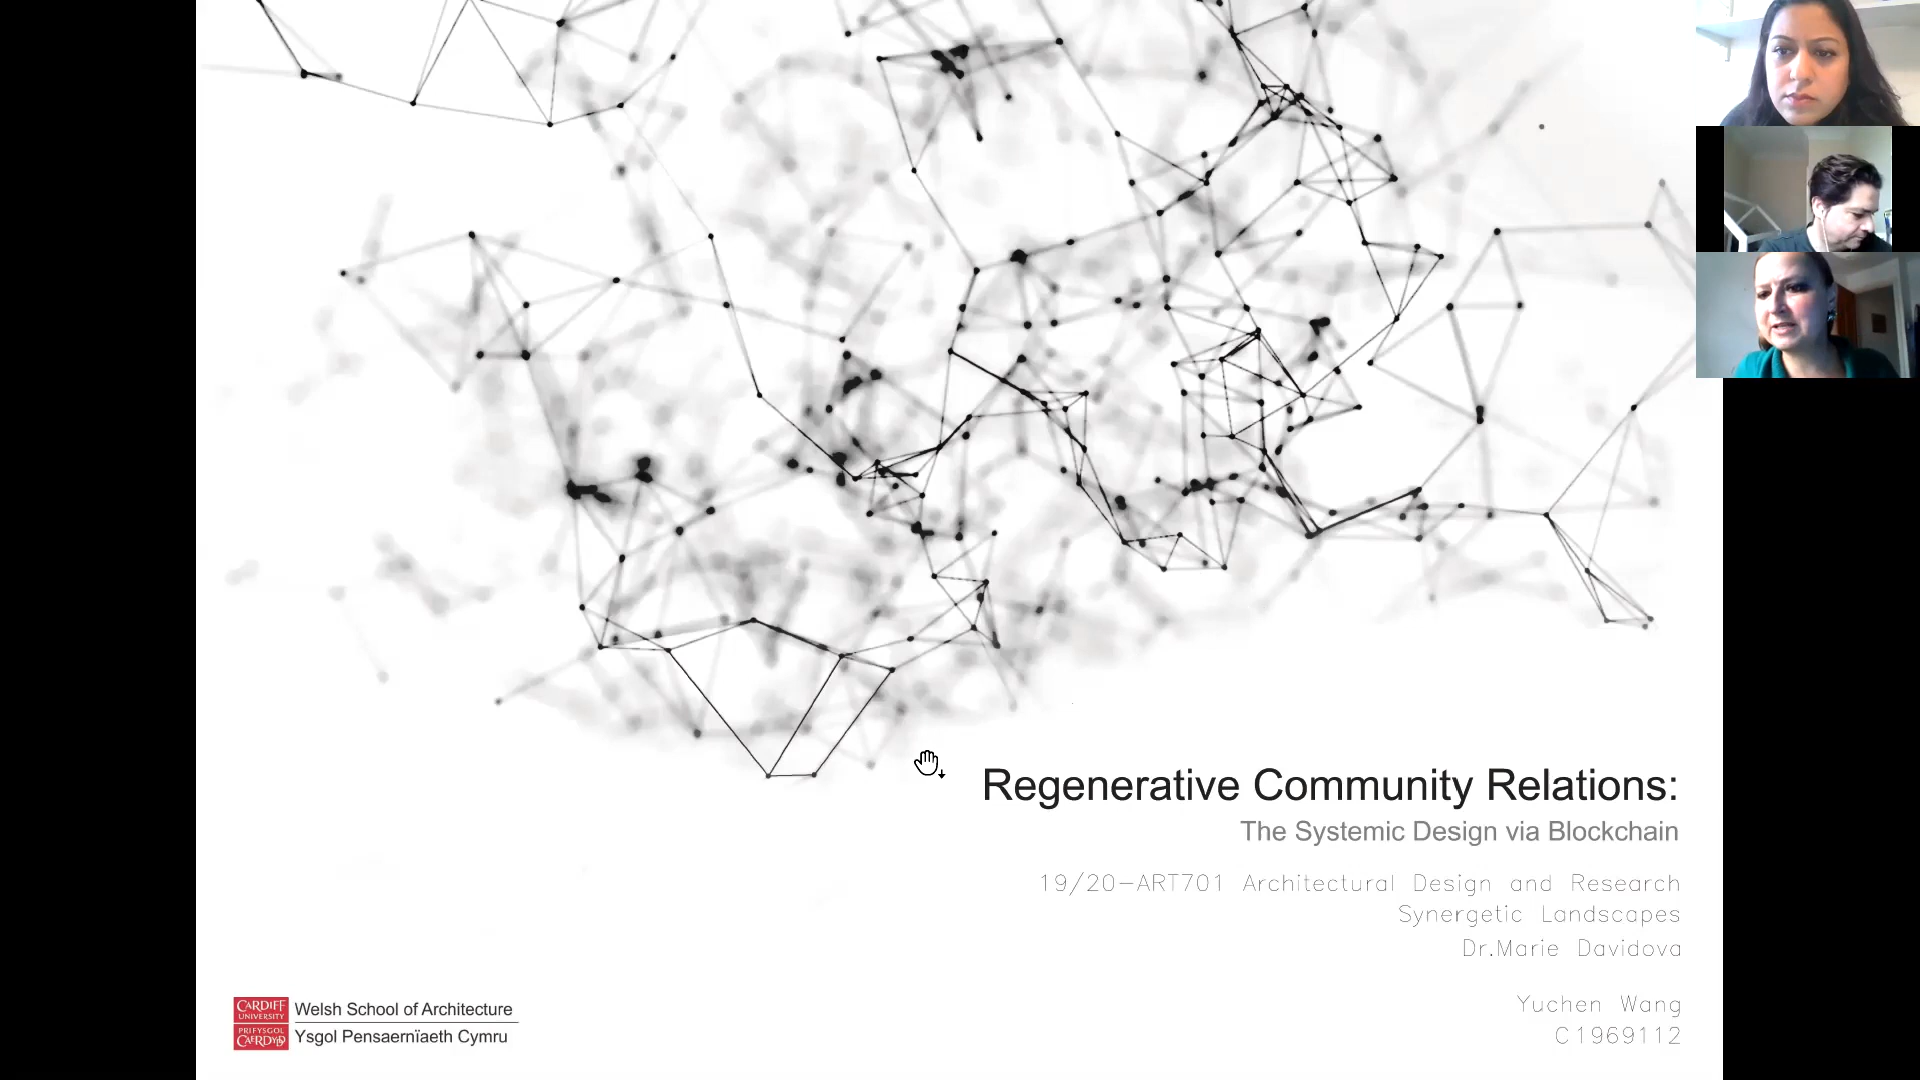 Regenerative Community Relations:
The Systemic Design via Blockchain
19/20-ART701 Architectural Design and Research
Synergetic Landscapes
Dr.Marie Davidova
Yuchen Wang
C1969112
CARDIFF
UNIVERSITY
PRIFYSGOL
CAERDYDD
Welsh School of Architecture
Ysgol Pensaernïaeth Cymru